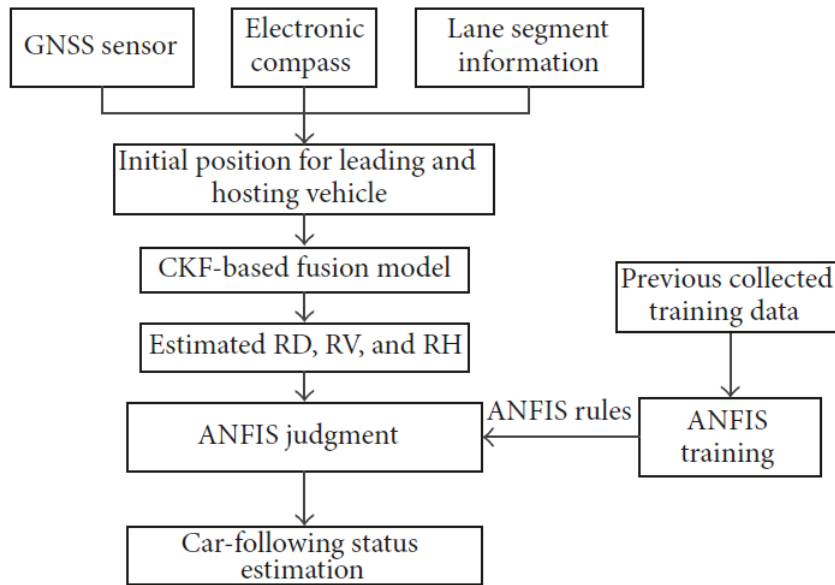 GNSS sensor
Electronic
compass
Lane segment
information
Initial position for leading and
hosting vehicle
CKF-based fusion model
Previous collected
training data
Estimated RD, RV, and RH
ANFIS judgment
ANFIS rules
ANFIS
training
Car-following status
estimation